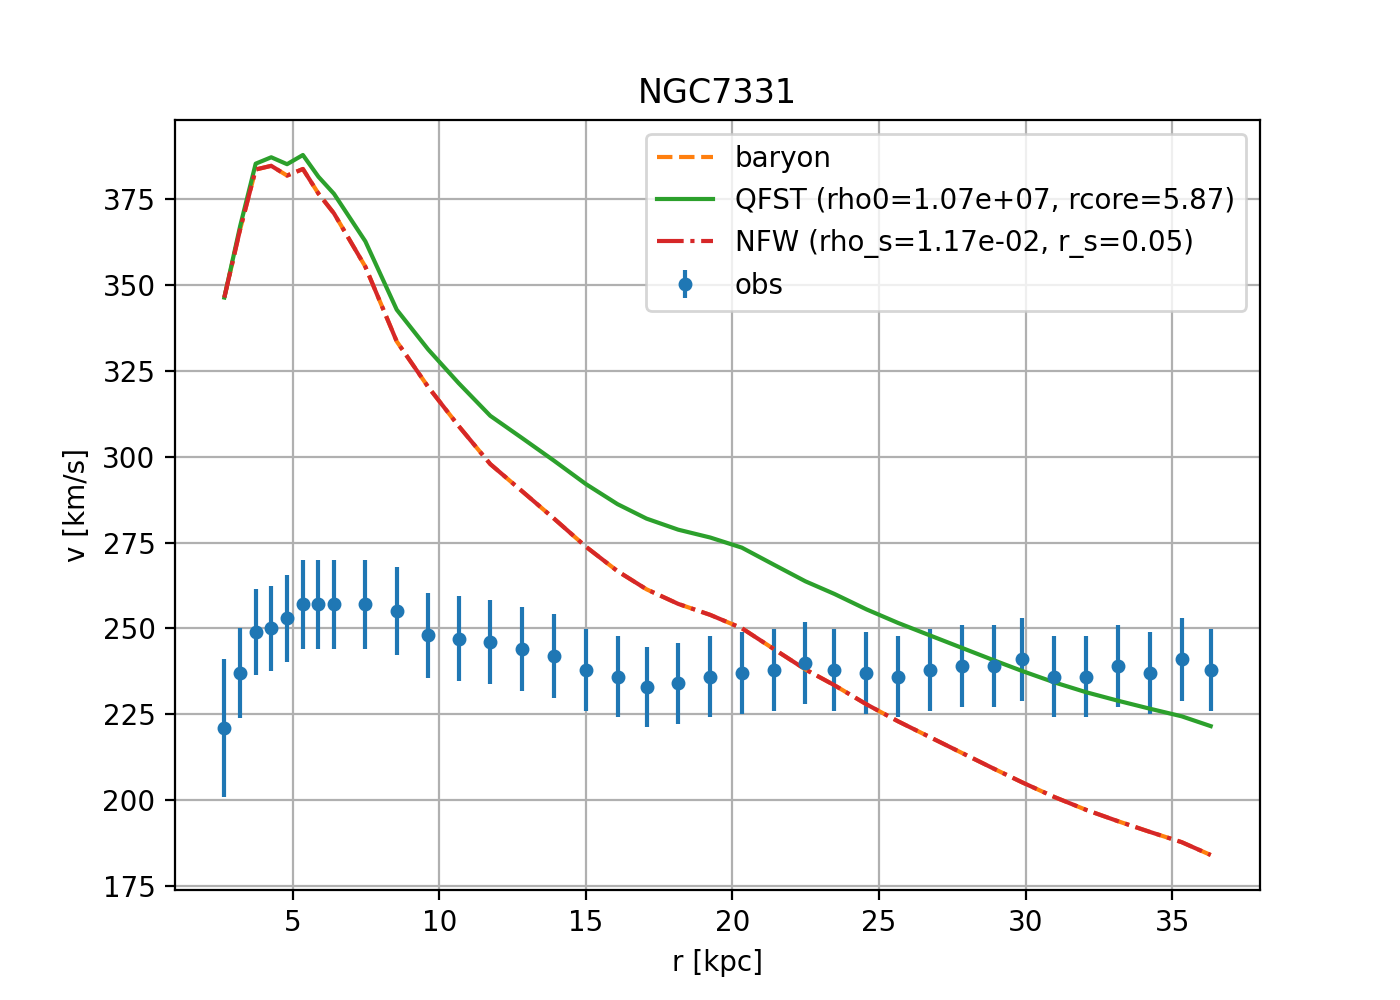 NGC7331
baryon
QFST (rho0=1.07e+07, rcore=5.87)
NFW (rho_s=1.17e-02, r_s=0.05)
obs
v [km/s]
375
350
325
300
275
250
225
200
175
5 10 15 20 25 30 35
r [kpc]